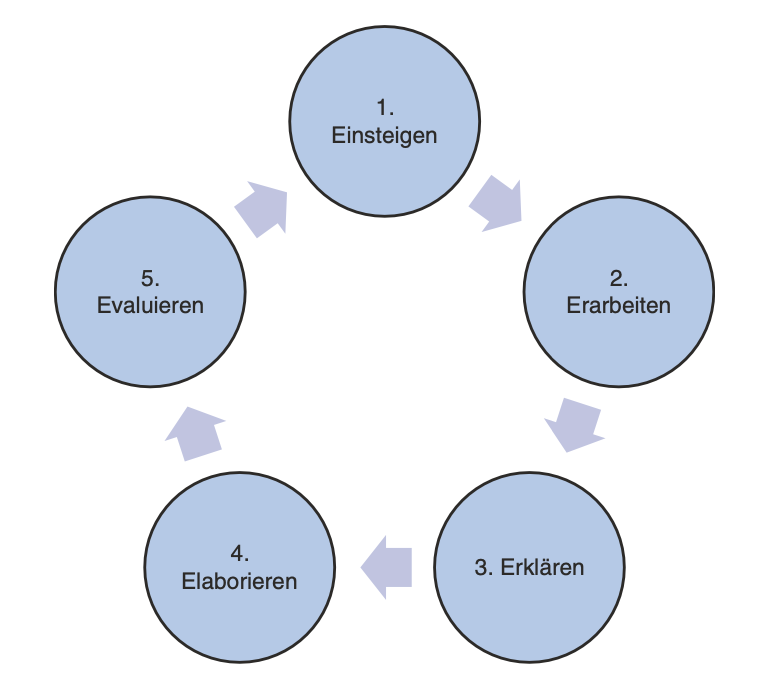 1.
Einsteigen
2.
Erarbeiten
3. Erklären
4.
Elaborieren
5.
Evaluieren